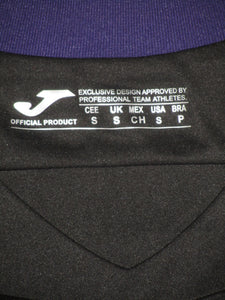 EXCLUSIVE DESIGN APPROVED BY
PROFESSIONAL TEAM ATHLETES.
OFFICIAL PRODUCT
CEE UK MEX USA BRA
S S CH S P